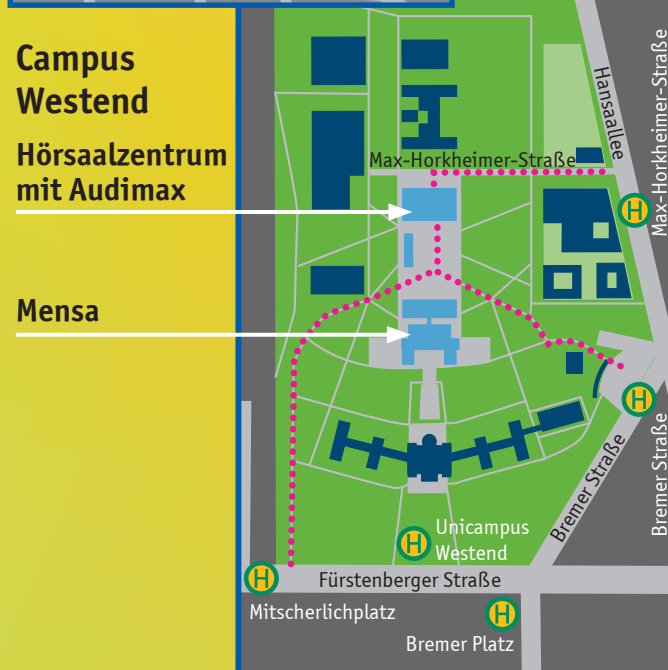 Campus
Westend
Hörsaalzentrum
mit Audimax
Mensa
Max-Horkheimer-Straße
Hansaallee
Max-Horkheimer-Straße
H
H
Bremer Straße
Bremer Straße
H
Unicampus
Westend
H
Fürstenberger Straße
Mitscherlichplatz
H
Bremer Platz